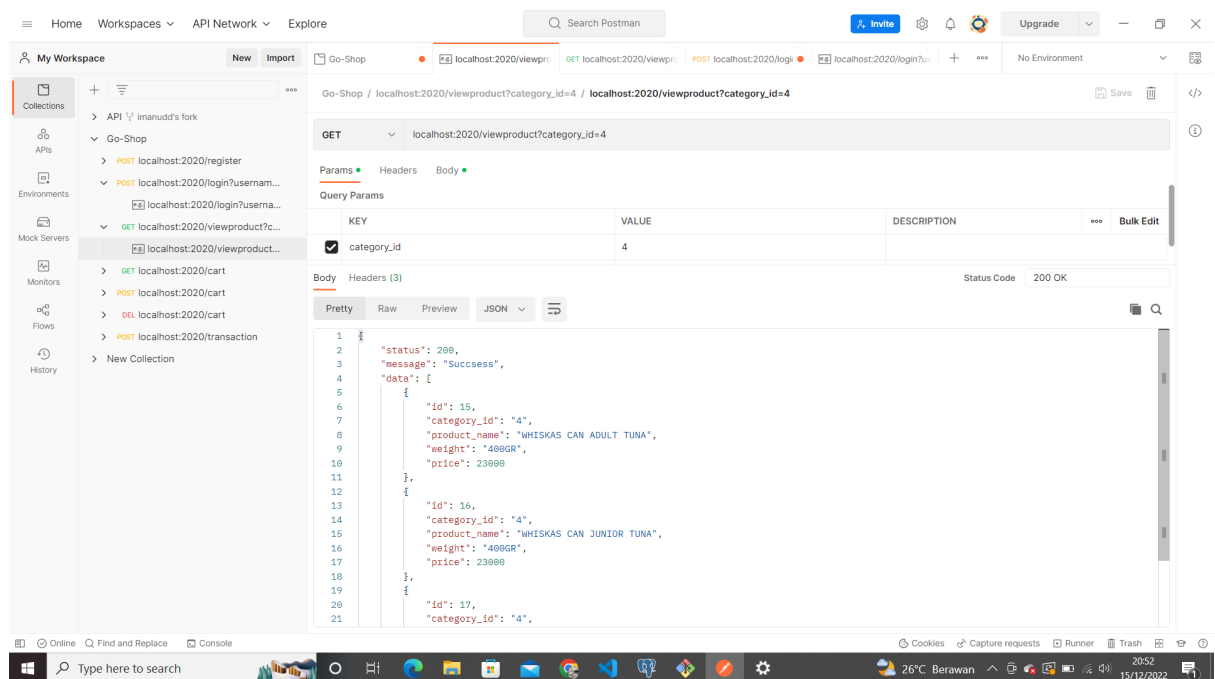 Home Workspaces API Network Explore Search Postman Invite Upgrade
My Workspace New Import Go-Shop localhost:2020/viewpro GET localhost:2020/viewpro POST localhost:2020/logi localhost:2020/login?us No Environment
Collections
APIs
Environments
Mock Servers
Monitors
Flows
History
API imanudd's fork
Go-Shop
POST localhost:2020/register
POST localhost:2020/login?usernam...
localhost:2020/login?userna...
GET localhost:2020/viewproduct?c...
localhost:2020/viewproduct...
GET localhost:2020/cart
POST localhost:2020/cart
DEL localhost:2020/cart
POST localhost:2020/transaction
New Collection
Go-Shop / localhost:2020/viewproduct?category_id=4 / localhost:2020/viewproduct?category_id=4 Save
GET localhost:2020/viewproduct?category_id=4
Params Headers Body
Query Params
KEY VALUE DESCRIPTION Bulk Edit
category_id 4
Body Headers (3) Status Code 200 OK
Pretty Raw Preview JSON
1 {
2 "status": 200,
3 "message": "Succsess",
4 "data": [
5 {
6 "id": 15,
7 "category_id": "4",
8 "product_name": "WHISKAS CAN ADULT TUNA",
9 "weight": "400GR",
10 "price": 23000
11 },
12 {
13 "id": 16,
14 "category_id": "4",
15 "product_name": "WHISKAS CAN JUNIOR TUNA",
16 "weight": "400GR",
17 "price": 23000
18 },
19 {
20 "id": 17,
21 "category_id": "4",
Online Find and Replace Console Cookies Capture requests Runner Trash
Type here to search 26°C Berawan 20:52
15/12/2022